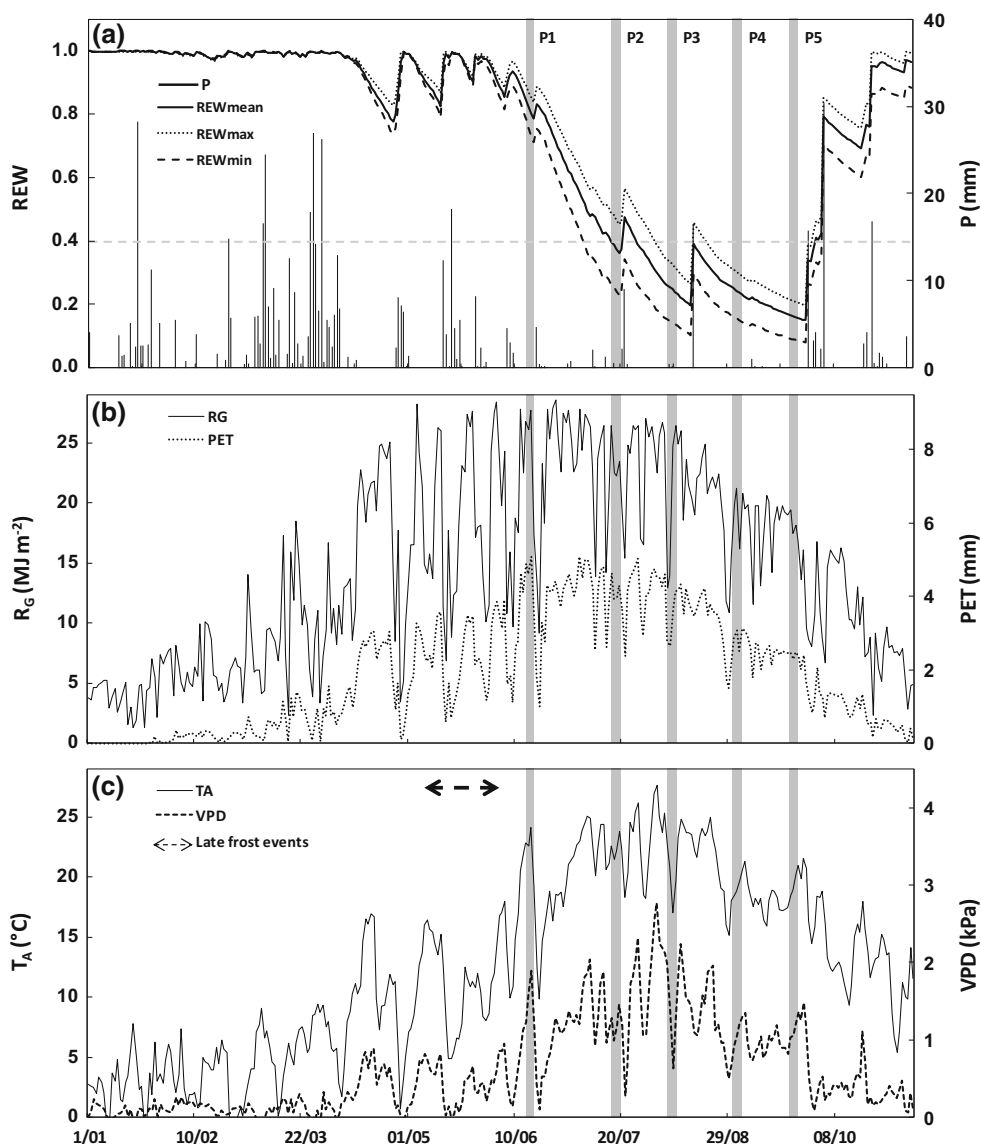 (a)
P1 P2 P3 P4 P5
P
REWmean
REWmax
REWmin
REW
1.0
0.8
0.6
0.4
0.2
0.0
P (mm)
40
30
20
10
0
(b)
RG
PET
R_G (MJ m⁻²)
25
20
15
10
5
0
PET (mm)
8
6
4
2
0
(c)
TA
VPD
Late frost events
T_A (°C)
25
20
15
10
5
0
VPD (kPa)
4
3
2
1
0
1/01 10/02 22/03 01/05 10/06 20/07 29/08 08/10